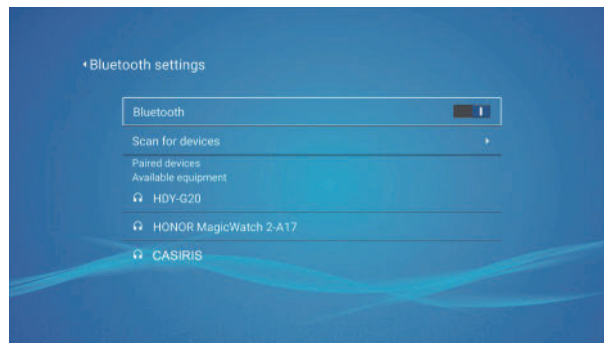 Bluetooth settings
Bluetooth
Scan for devices
Paired devices
Available equipment
HDY-G20
HONOR MagicWatch 2-A17
CASIRIS